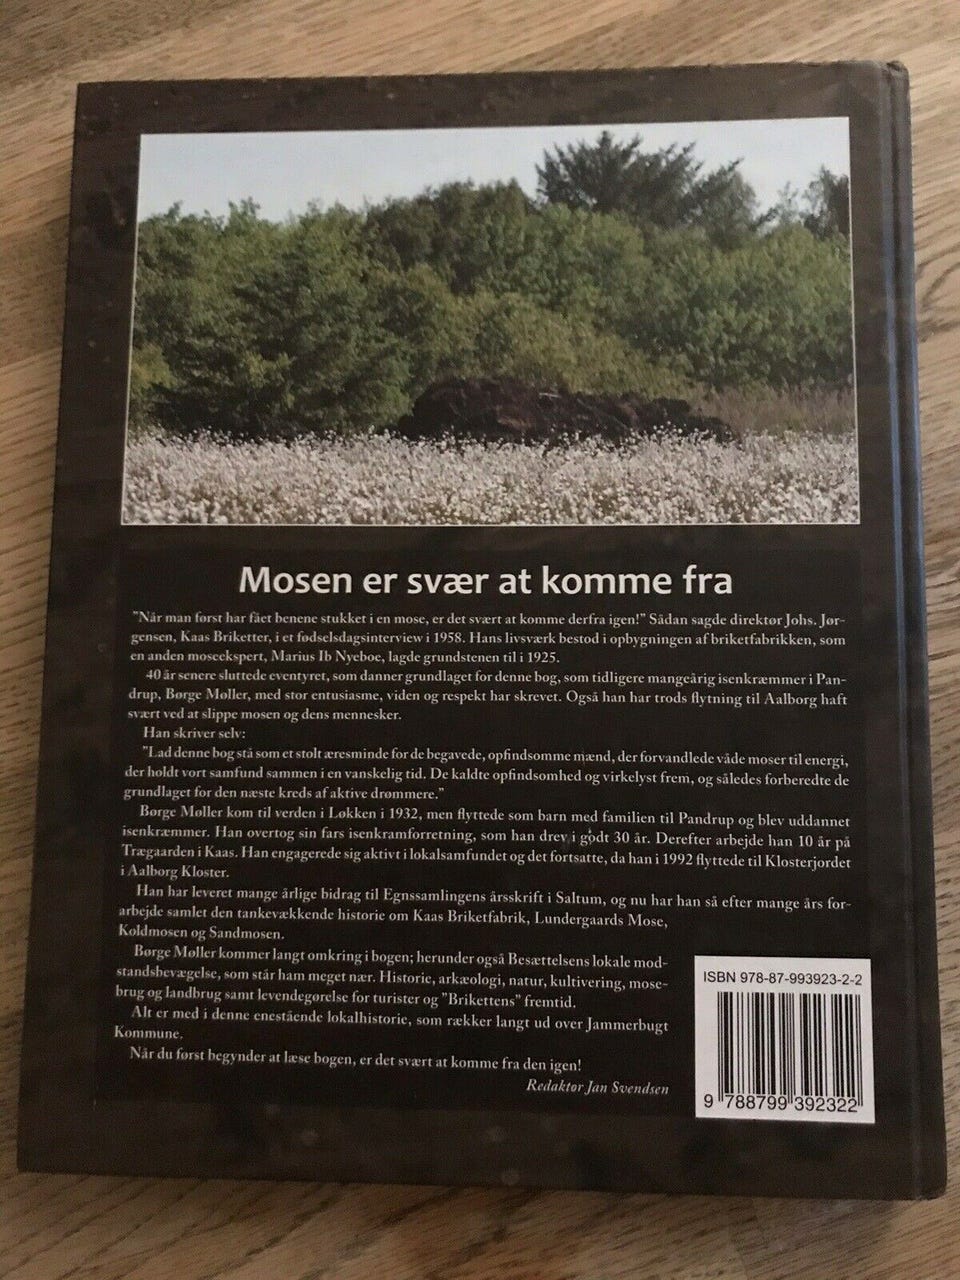 Mosen er svær at komme fra
"Når man først har fået benene stukket i en mose, er det svært at komme derfra igen!" Sådan sagde direktør Johs. Jør-
gensen, Kaas Briketter, i et fødselsdagsinterview i 1958. Hans livsværk bestod i opbygningen af briketfabrikken, som
en anden moseekspert, Marius Ib Nyeboe, lagde grundstenen til i 1925.
40 år senere sluttede eventyret, som danner grundlaget for denne bog, som tidligere mangeårig isenkræmmer i Pan-
drup, Børge Møller, med stor entusiasme, viden og respekt har skrevet. Også han har trods flytning til Aalborg haft
svært ved at slippe mosen og dens mennesker.
Han skriver selv:
"Lad denne bog stå som et stolt æresminde for de begavede, opfindsomme mænd, der forvandlede våde moser til energi,
der holdt vort samfund sammen i en vanskelig tid. De kaldte opfindsomhed og virkelyst frem, og således forberedte de
grundlaget for den næste kreds af aktive drømmere."
Børge Møller kom til verden i Løkken i 1932, men flyttede som barn med familien til Pandrup og blev uddannet
isenkræmmer. Han overtog sin fars isenkramforretning, som han drev i godt 30 år. Derefter arbejde han 10 år på
Trægaarden i Kaas. Han engagerede sig aktivt i lokalsamfundet og det fortsatte, da han i 1992 flyttede til Klosterjordet
i Aalborg Kloster.
Han har leveret mange årlige bidrag til Egnssamlingens årsskrift i Saltum, og nu har han så efter mange års for-
arbejde samlet den tankevækkende historie om Kaas Briketfabrik, Lundergaards Mose,
Koldmosen og Sandmosen.
Børge Møller kommer langt omkring i bogen; herunder også Besættelsens lokale mod-
standsbevægelse, som står ham meget nær. Historie, arkæologi, natur, kultivering, mose-
brug og landbrug samt levendegørelse for turister og "Brikettens" fremtid.
Alt er med i denne enestående lokalhistorie, som rækker langt ud over Jammerbugt
Kommune.
Når du først begynder at læse bogen, er det svært at komme fra den igen!
Redaktør Jan Svendsen
ISBN 978-87-993923-2-2
9 788799 392322